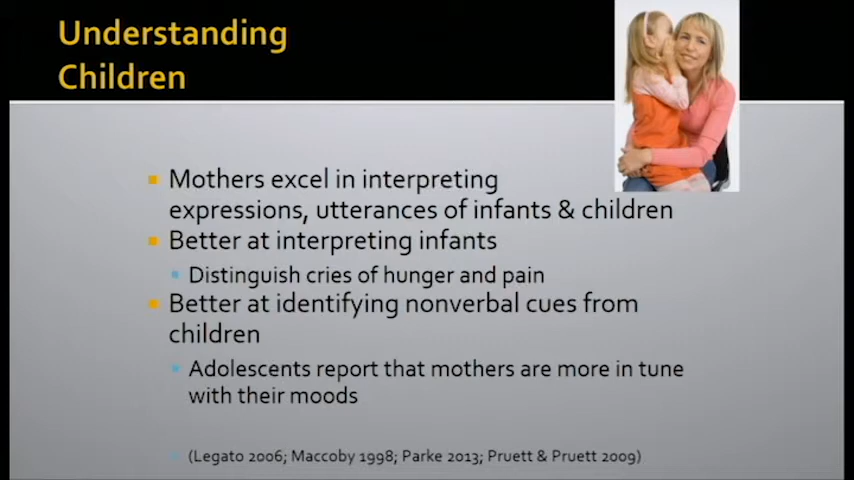 Understanding
Children
Mothers excel in interpreting
expressions, utterances of infants & children
Better at interpreting infants
Distinguish cries of hunger and pain
Better at identifying nonverbal cues from
children
Adolescents report that mothers are more in tune
with their moods
(Legato 2006; Maccoby 1998; Parke 2013; Pruett & Pruett 2009)